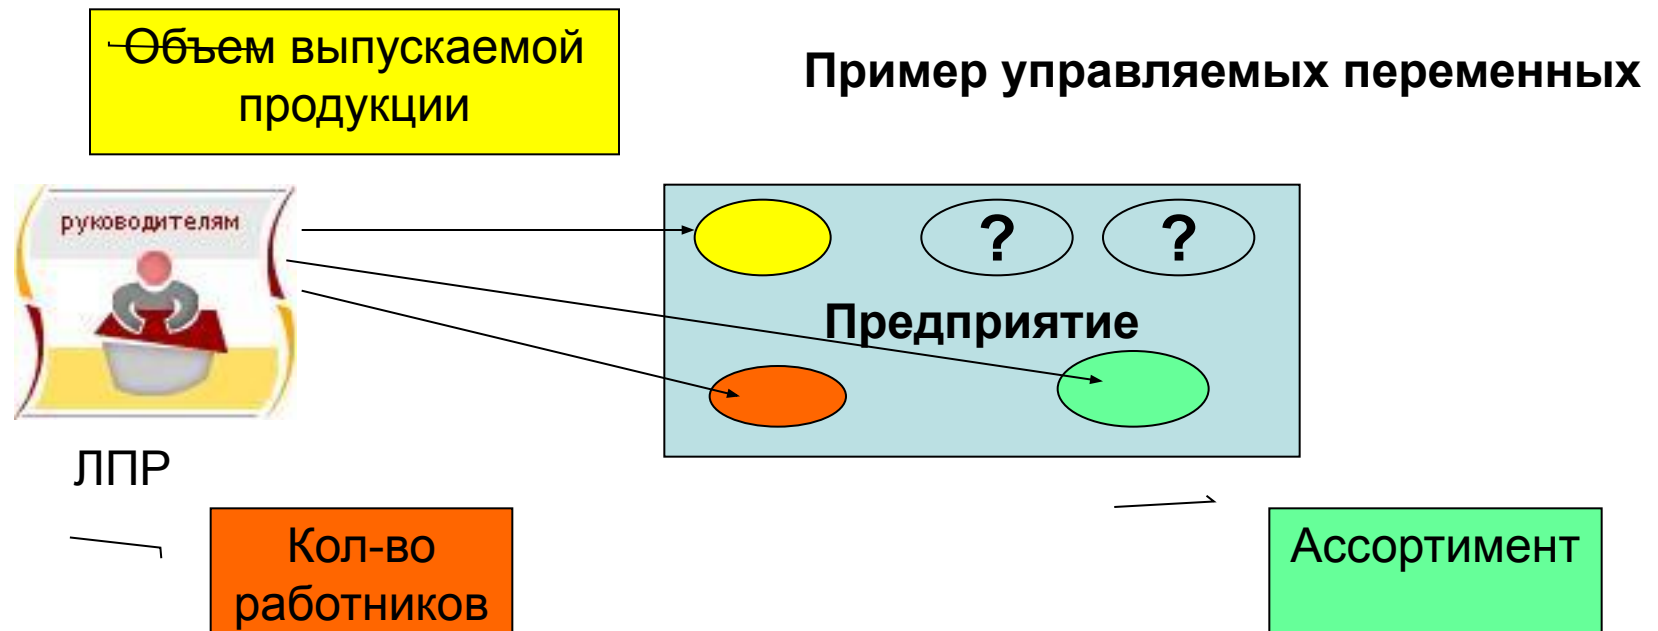 Объем выпускаемой
продукции
Пример управляемых переменных
руководителям
? ?
Предприятие
ЛПР
Кол-во
работников
Ассортимент